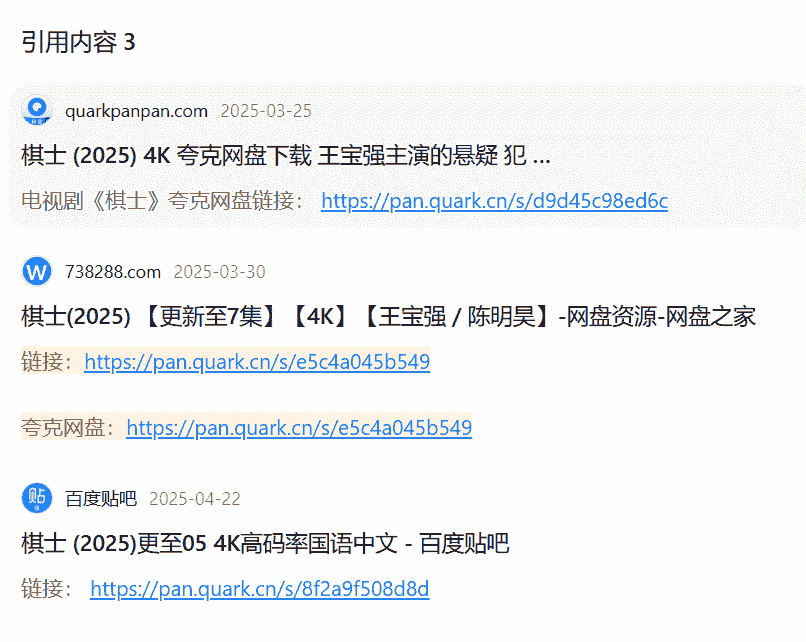 引用内容 3
quarkpanpan.com 2025-03-25
棋士 (2025) 4K 夸克网盘下载 王宝强主演的悬疑 犯 ...
电视剧《棋士》夸克网盘链接： https://pan.quark.cn/s/d9d45c98ed6c
W 738288.com 2025-03-30
棋士(2025) 【更新至7集】【4K】【王宝强 / 陈明昊】-网盘资源-网盘之家
链接： https://pan.quark.cn/s/e5c4a045b549
夸克网盘： https://pan.quark.cn/s/e5c4a045b549
贴 百度贴吧 2025-04-22
棋士 (2025)更至05 4K高码率国语中文 - 百度贴吧
链接： https://pan.quark.cn/s/8f2a9f508d8d